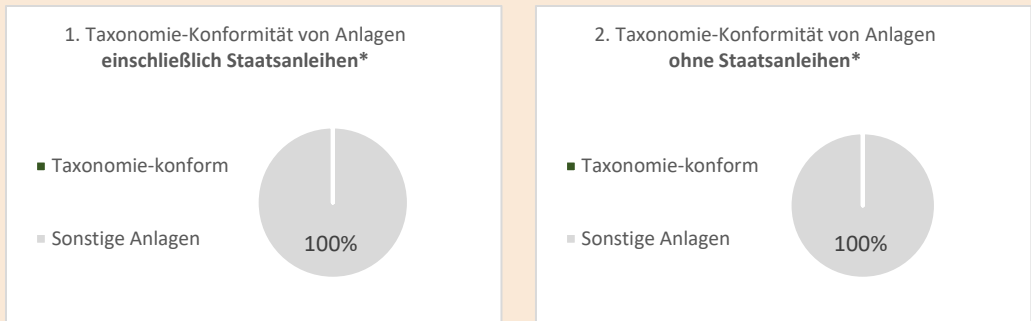 1. Taxonomie-Konformität von Anlagen
einschließlich Staatsanleihen*
Taxonomie-konform
Sonstige Anlagen
100%
2. Taxonomie-Konformität von Anlagen
ohne Staatsanleihen*
Taxonomie-konform
Sonstige Anlagen
100%